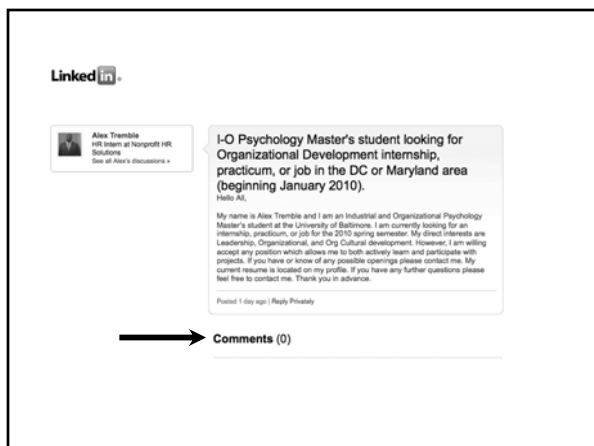 Linked in
Alex Tremble
HR Intern at Nonprofit HR
Solutions
See all Alex's discussions »
I-O Psychology Master's student looking for
Organizational Development internship,
practicum, or job in the DC or Maryland area
(beginning January 2010).
Hello All,
My name is Alex Tremble and I am an Industrial and Organizational Psychology
Master's student at the University of Baltimore. I am currently looking for an
internship, practicum, or job for the 2010 spring semester. My direct interests are
Leadership, Organizational, and Org Cultural development. However, I am willing
accept any position which allows me to both actively learn and participate with
projects. If you have or know of any possible openings please contact me. My
current resume is located on my profile. If you have any further questions please
feel free to contact me. Thank you in advance.
Posted 1 day ago | Reply Privately
Comments (0)